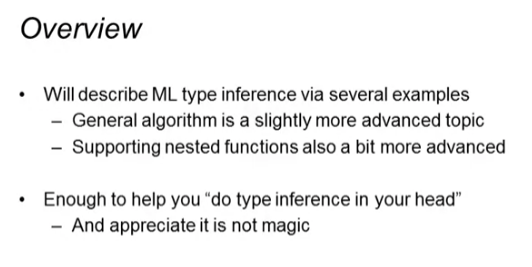 Overview
• Will describe ML type inference via several examples
– General algorithm is a slightly more advanced topic
– Supporting nested functions also a bit more advanced
• Enough to help you “do type inference in your head”
– And appreciate it is not magic